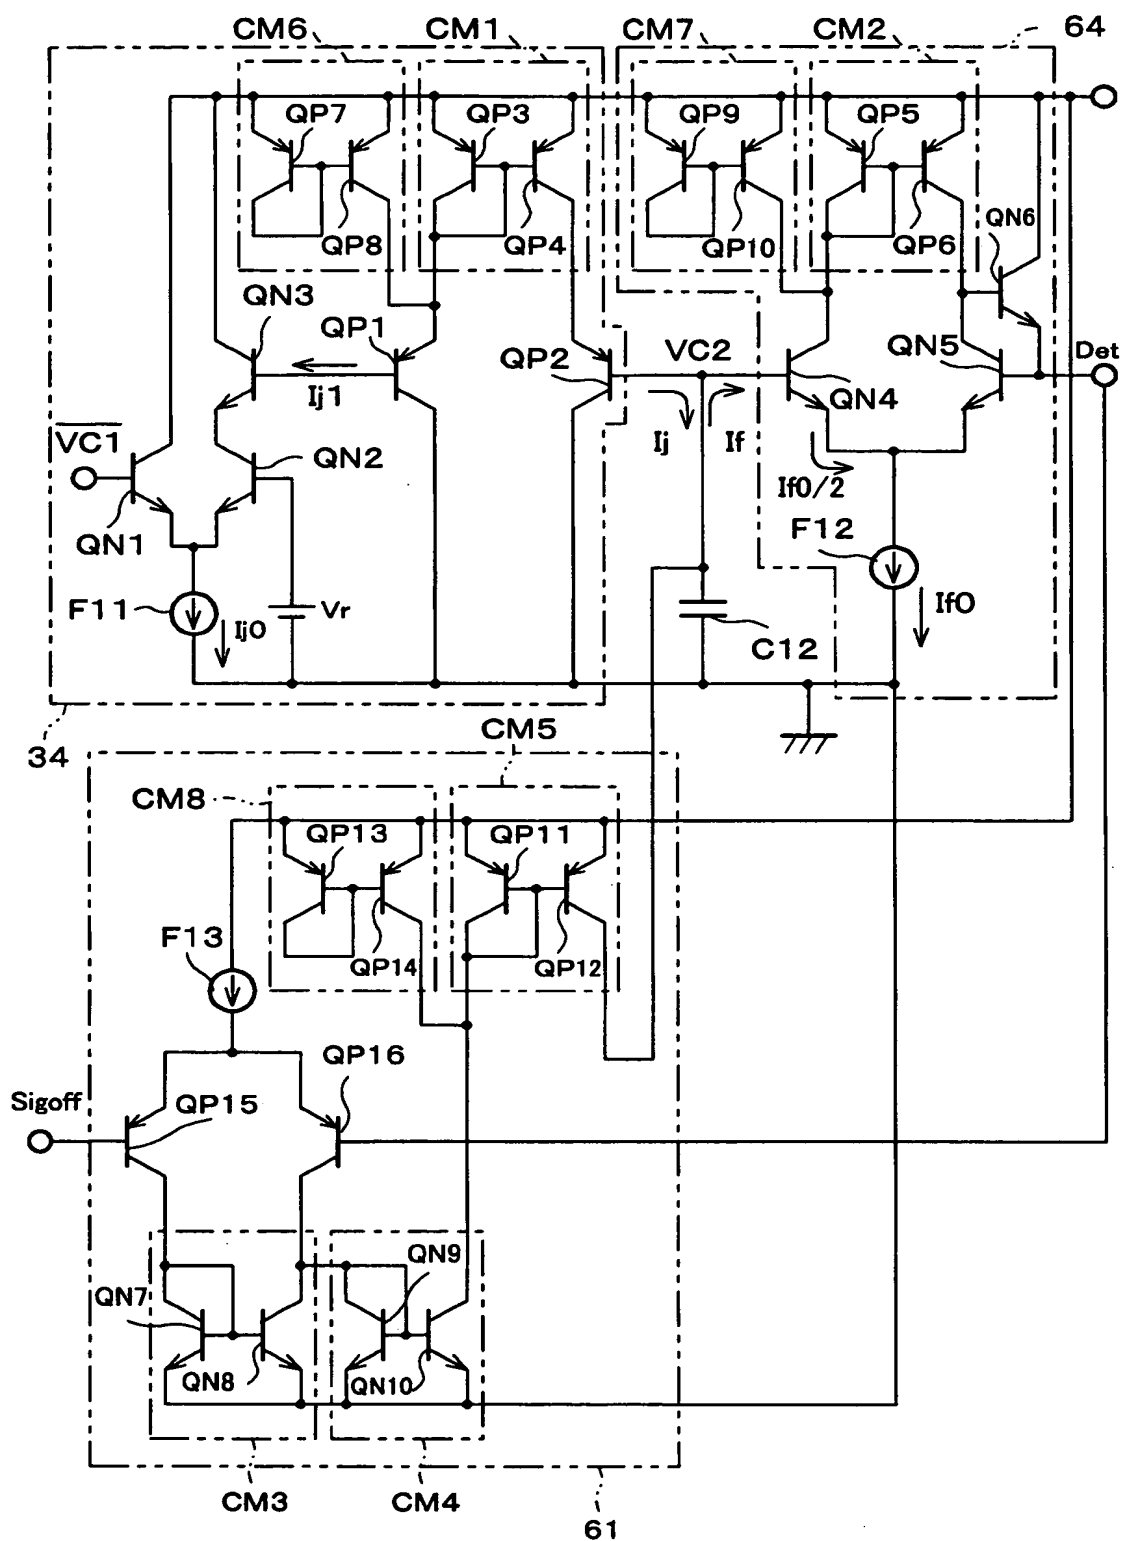 CM6 CM1 CM7 CM2 64
QP7 QP3 QP9 QP5
QP8 QP4 QP10 QP6 QN6
QN3 QP1 QP2 VC2 QN5 Det
Ij1 QN4
VC1 QN2 Ij If
If0/2
QN1 F12
F11 Ij0 Vr If0
C12
34 CM5
CM8 QP13 QP11
F13 QP14 QP12
QP16
Sigoff QP15
QN9
QN7
QN8 QN10
CM3 CM4 61